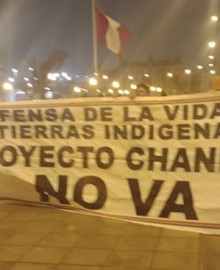 FENSA DE LA VIDA
TIERRAS INDIGENA
OYECTO CHAN
NO VA